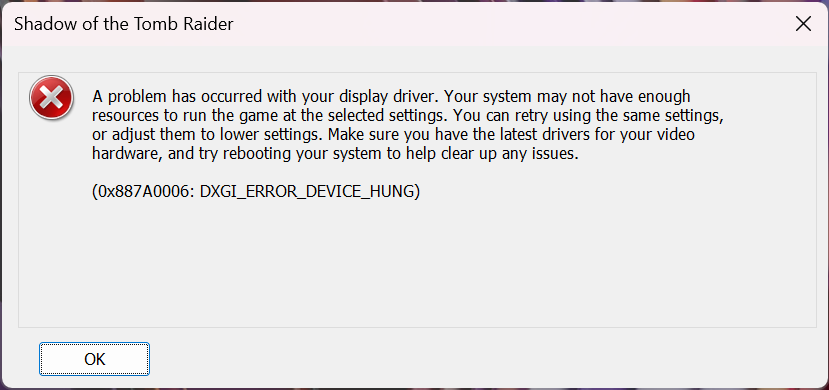 Shadow of the Tomb Raider
A problem has occurred with your display driver. Your system may not have enough
resources to run the game at the selected settings. You can retry using the same settings,
or adjust them to lower settings. Make sure you have the latest drivers for your video
hardware, and try rebooting your system to help clear up any issues.
(0x887A0006: DXGI_ERROR_DEVICE_HUNG)
OK